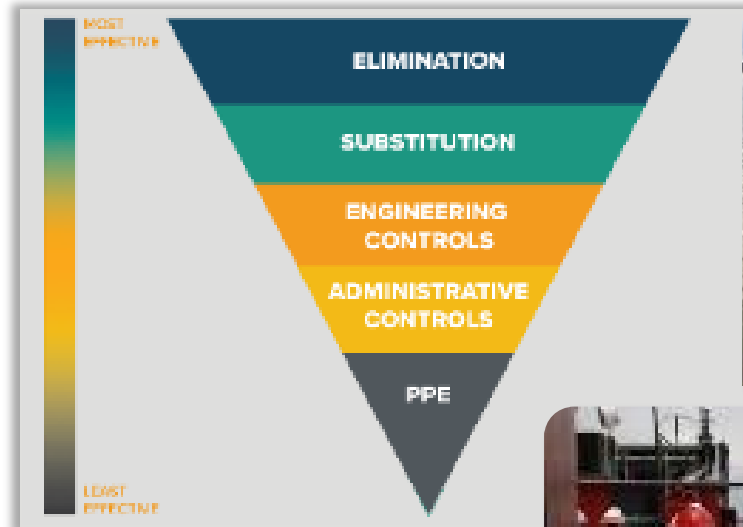 MOST
EFFECTIVE
ELIMINATION
SUBSTITUTION
ENGINEERING
CONTROLS
ADMINISTRATIVE
CONTROLS
PPE
LEAST
EFFECTIVE